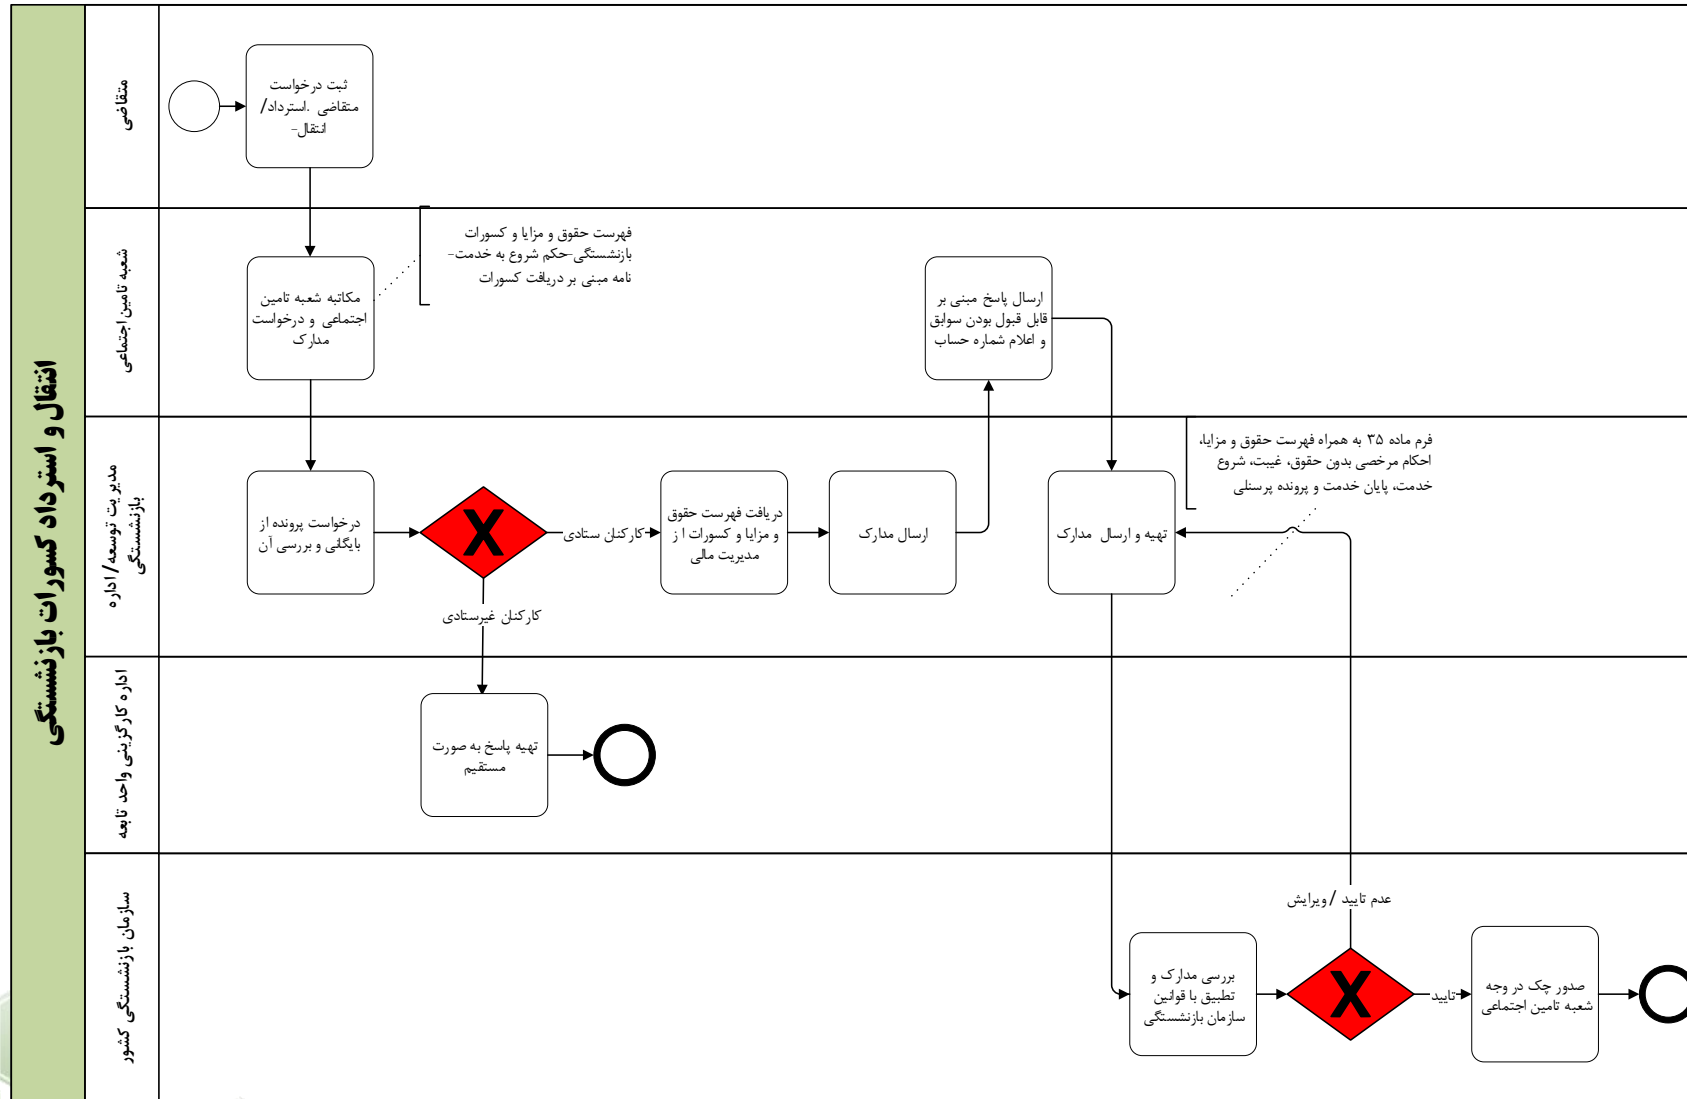 انتقال و استرداد کسورات بازنشستگی
متقاضی
ثبت درخواست
متقاضی .استرداد/
انتقال-
شعبه تامین اجتماعی
مکاتبه شعبه تامین
اجتماعی و درخواست
مدارک
فهرست حقوق و مزایا و کسورات
بازنشستگی-حکم شروع به خدمت-
نامه مبنی بر دریافت کسورات
ارسال پاسخ مبنی بر
قابل قبول بودن سوابق
و اعلام شماره حساب
مدیریت توسعه/ اداره
بازنشستگی
درخواست پرونده از
بایگانی و بررسی آن
X
کارکنان ستادی
کارکنان غیرستادی
دریافت فهرست حقوق
و مزایا و کسورات ا ز
مدیریت مالی
ارسال مدارک
تهیه و ارسال مدارک
فرم ماده ۳۵ به همراه فهرست حقوق و مزایا،
احکام مرخصی بدون حقوق، غیبت، شروع
خدمت، پایان خدمت و پرونده پرسنلی
اداره کارگزینی واحد تابعه
تهیه پاسخ به صورت
مستقیم
سازمان بازنشستگی کشور
بررسی مدارک و
تطبیق با قوانین
سازمان بازنشستگی
X
عدم تایید / ویرایش
تایید
صدور چک در وجه
شعبه تامین اجتماعی